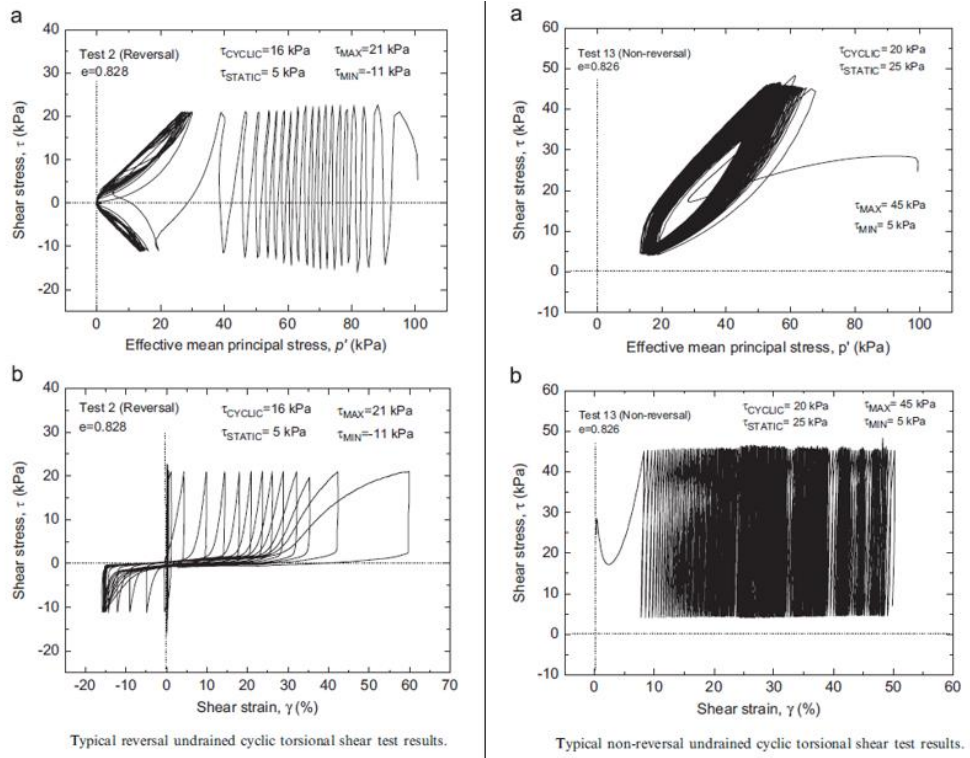 a
40
30
20
10
0
-10
-20
Shear stress, τ (kPa)
Test 2 (Reversal)
e=0.828
τCYCLIC=16 kPa τMAX=21 kPa
τSTATIC= 5 kPa τMIN=-11 kPa
0 20 40 60 80 100
Effective mean principal stress, p' (kPa)
b
40
30
20
10
0
-10
-20
Shear stress, τ (kPa)
Test 2 (Reversal)
e=0.828
τCYCLIC=16 kPa τMAX=21 kPa
τSTATIC= 5 kPa τMIN=-11 kPa
-20 -10 0 10 20 30 40 50 60 70
Shear strain, γ (%)
Typical reversal undrained cyclic torsional shear test results.
a
60
50
40
30
20
10
0
-10
Shear stress, τ (kPa)
Test 13 (Non-reversal)
e=0.826
τCYCLIC= 20 kPa
τSTATIC= 25 kPa
τMAX= 45 kPa
τMIN= 5 kPa
0 20 40 60 80 100
Effective mean principal stress, p' (kPa)
b
60
50
40
30
20
10
0
-10
Shear stress, τ (kPa)
Test 13 (Non-reversal)
e=0.826
τCYCLIC= 20 kPa τMAX= 45 kPa
τSTATIC= 25 kPa τMIN= 5 kPa
0 10 20 30 40 50 60
Shear strain, γ (%)
Typical non-reversal undrained cyclic torsional shear test results.